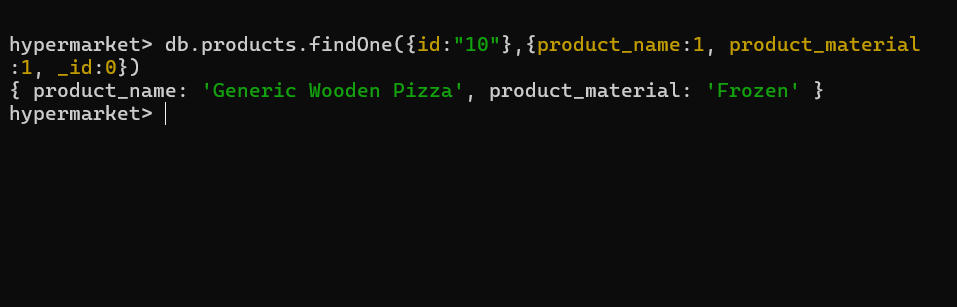 hypermarket> db.products.findOne({id:"10"},{product_name:1, product_material
:1, _id:0})
{ product_name: 'Generic Wooden Pizza', product_material: 'Frozen' }
hypermarket>